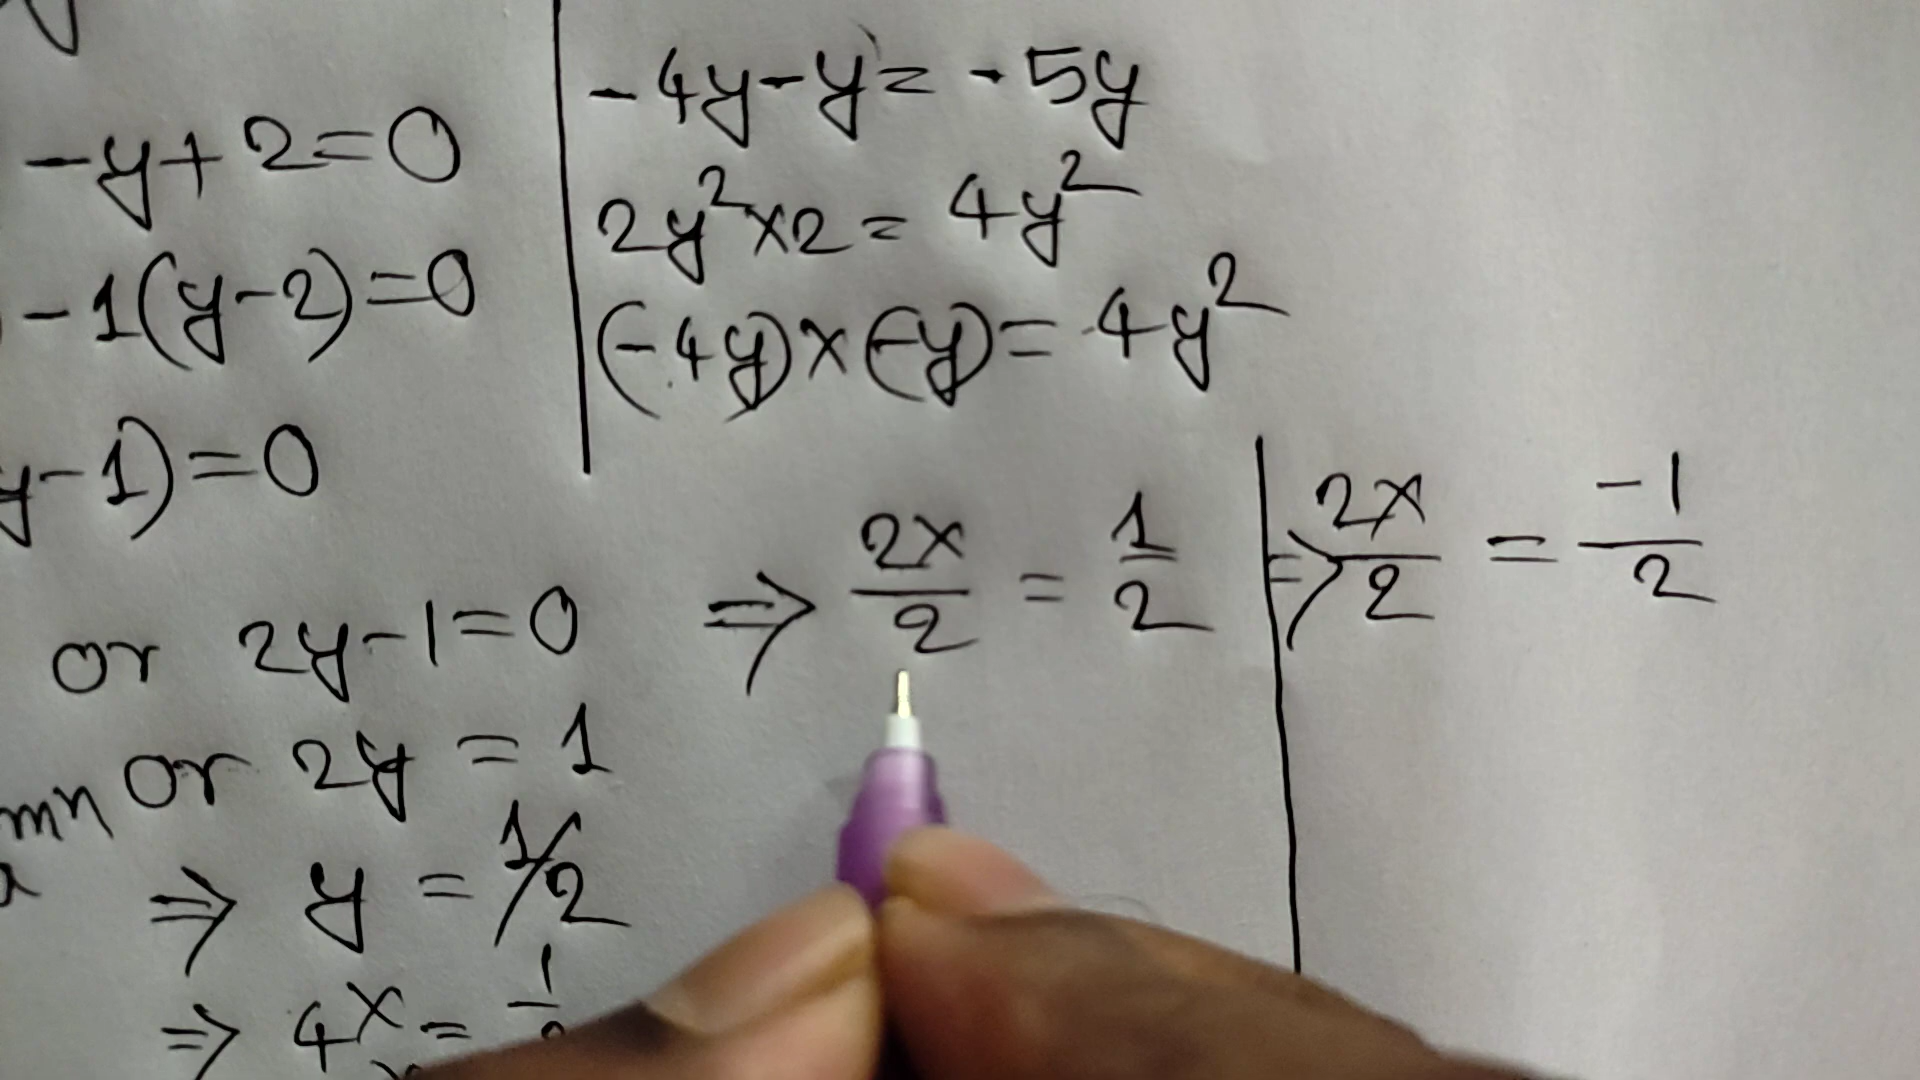 -y+2=0
-1(y-2)=0
y-1)=0
or 2y-1=0
or 2y = 1
⇒ y = 1/2
⇒ 4^x =
-4y-y = -5y
2y²×2 = 4y²
(-4y)×(-y) = 4y²
⇒ 2x/2 = 1/2
⇒ 2x/2 = -1/2